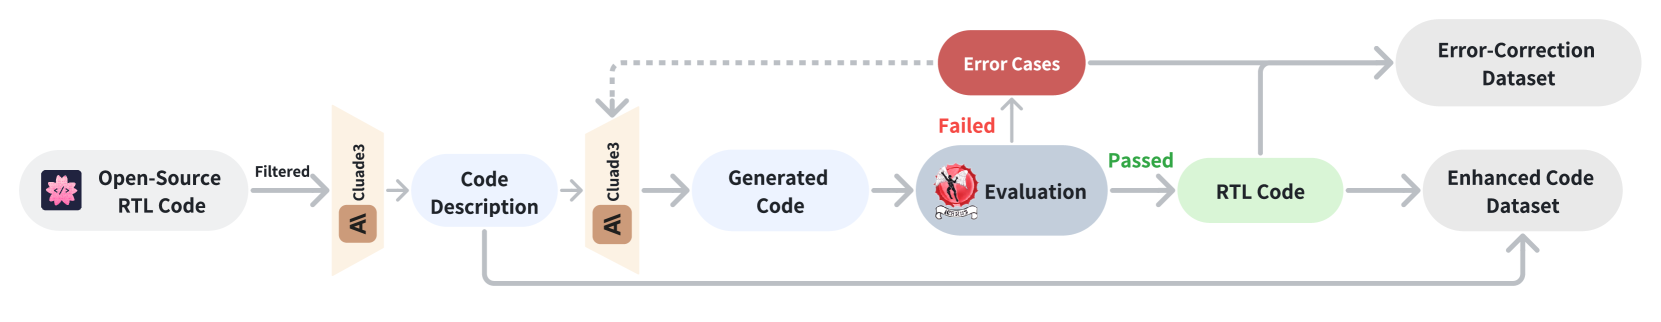 Open-Source
RTL Code
</>
Filtered
Cluade3
Code
Description
Cluade3
Generated
Code
Error Cases
Failed
Evaluation
Passed
RTL Code
Error-Correction
Dataset
Enhanced Code
Dataset